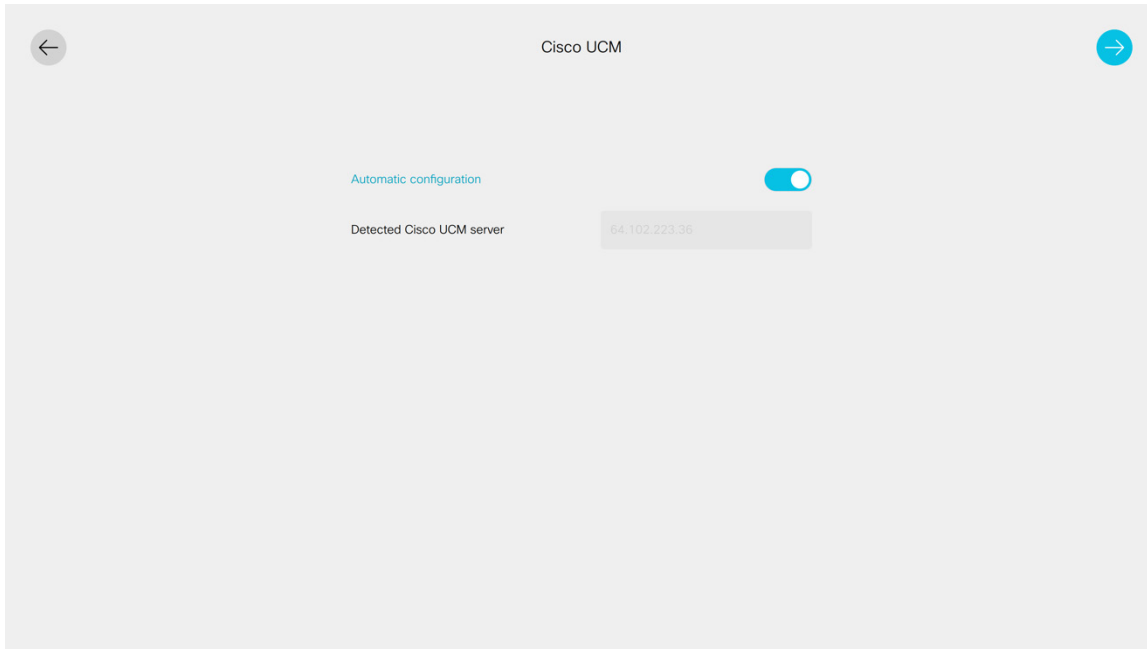 Cisco UCM
Automatic configuration
Detected Cisco UCM server 64.102.223.36